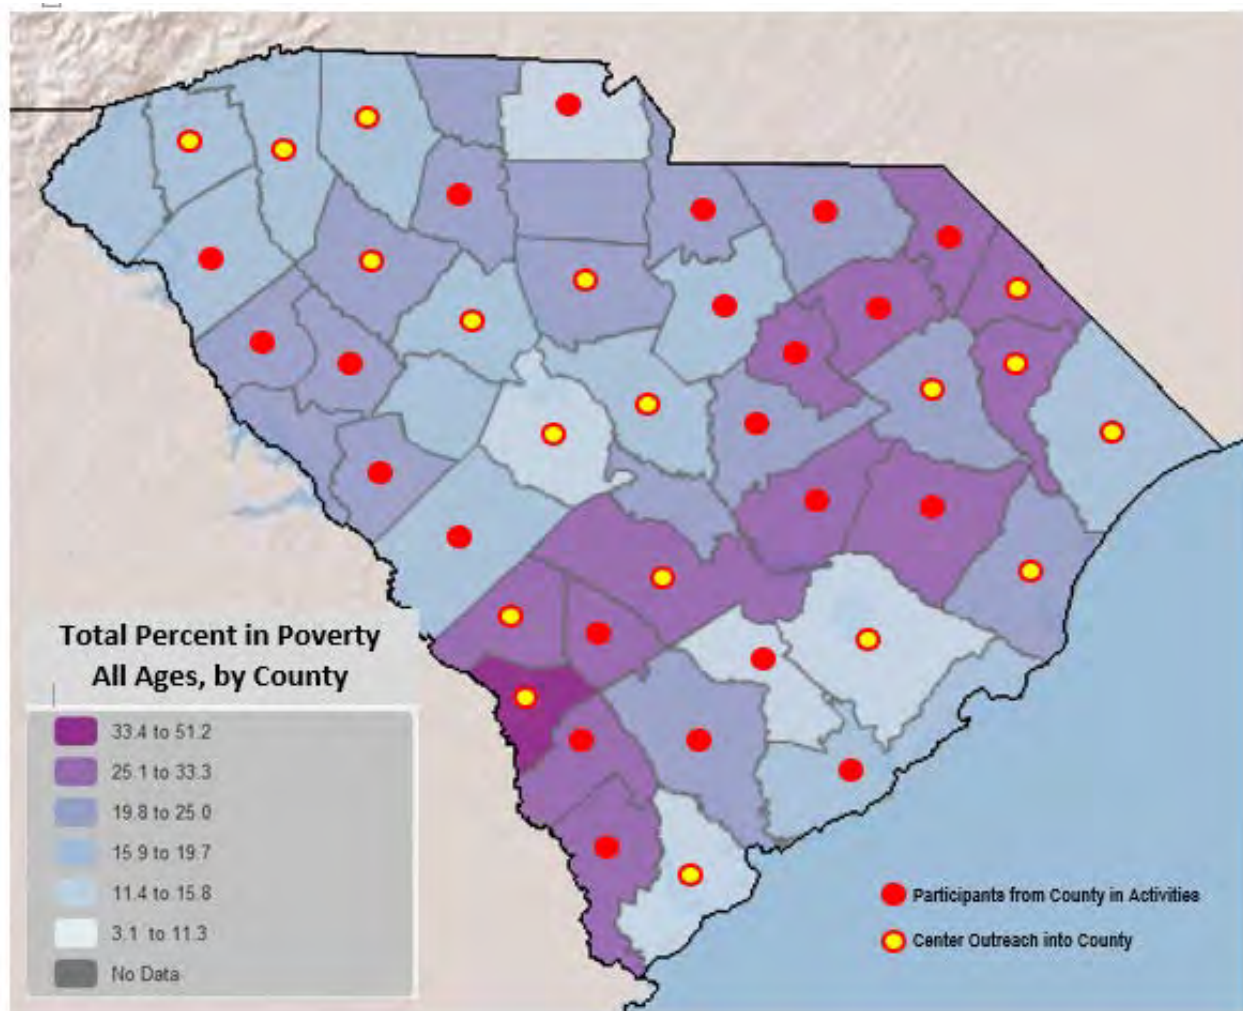 Total Percent in Poverty
All Ages, by County
33.4 to 51.2
25.1 to 33.3
19.8 to 25.0
15.9 to 19.7
11.4 to 15.8
3.1 to 11.3
No Data
Participants from County in Activities
Center Outreach into County